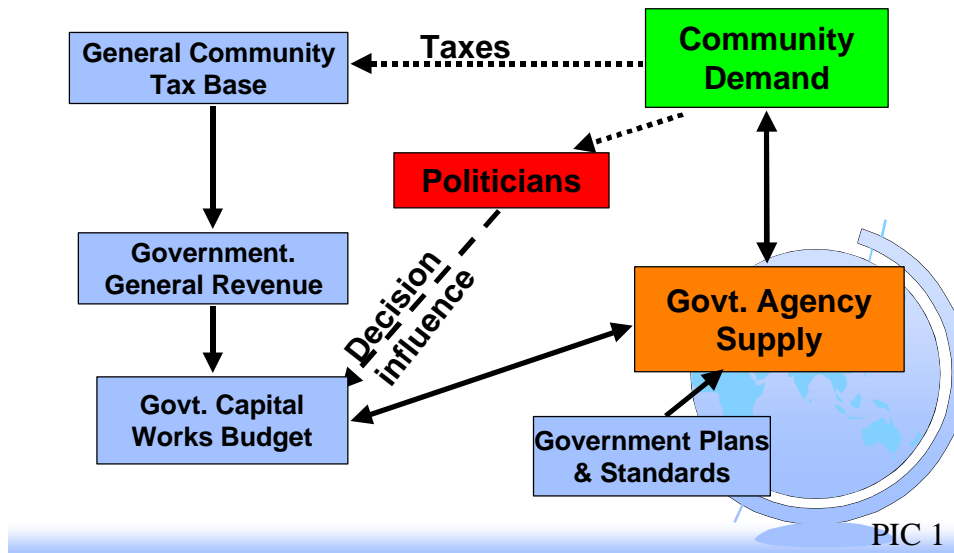 General Community
Tax Base
Taxes
Community
Demand
Politicians
Decision
influence
Government.
General Revenue
Govt. Agency
Supply
Govt. Capital
Works Budget
Government Plans
& Standards
PIC 1